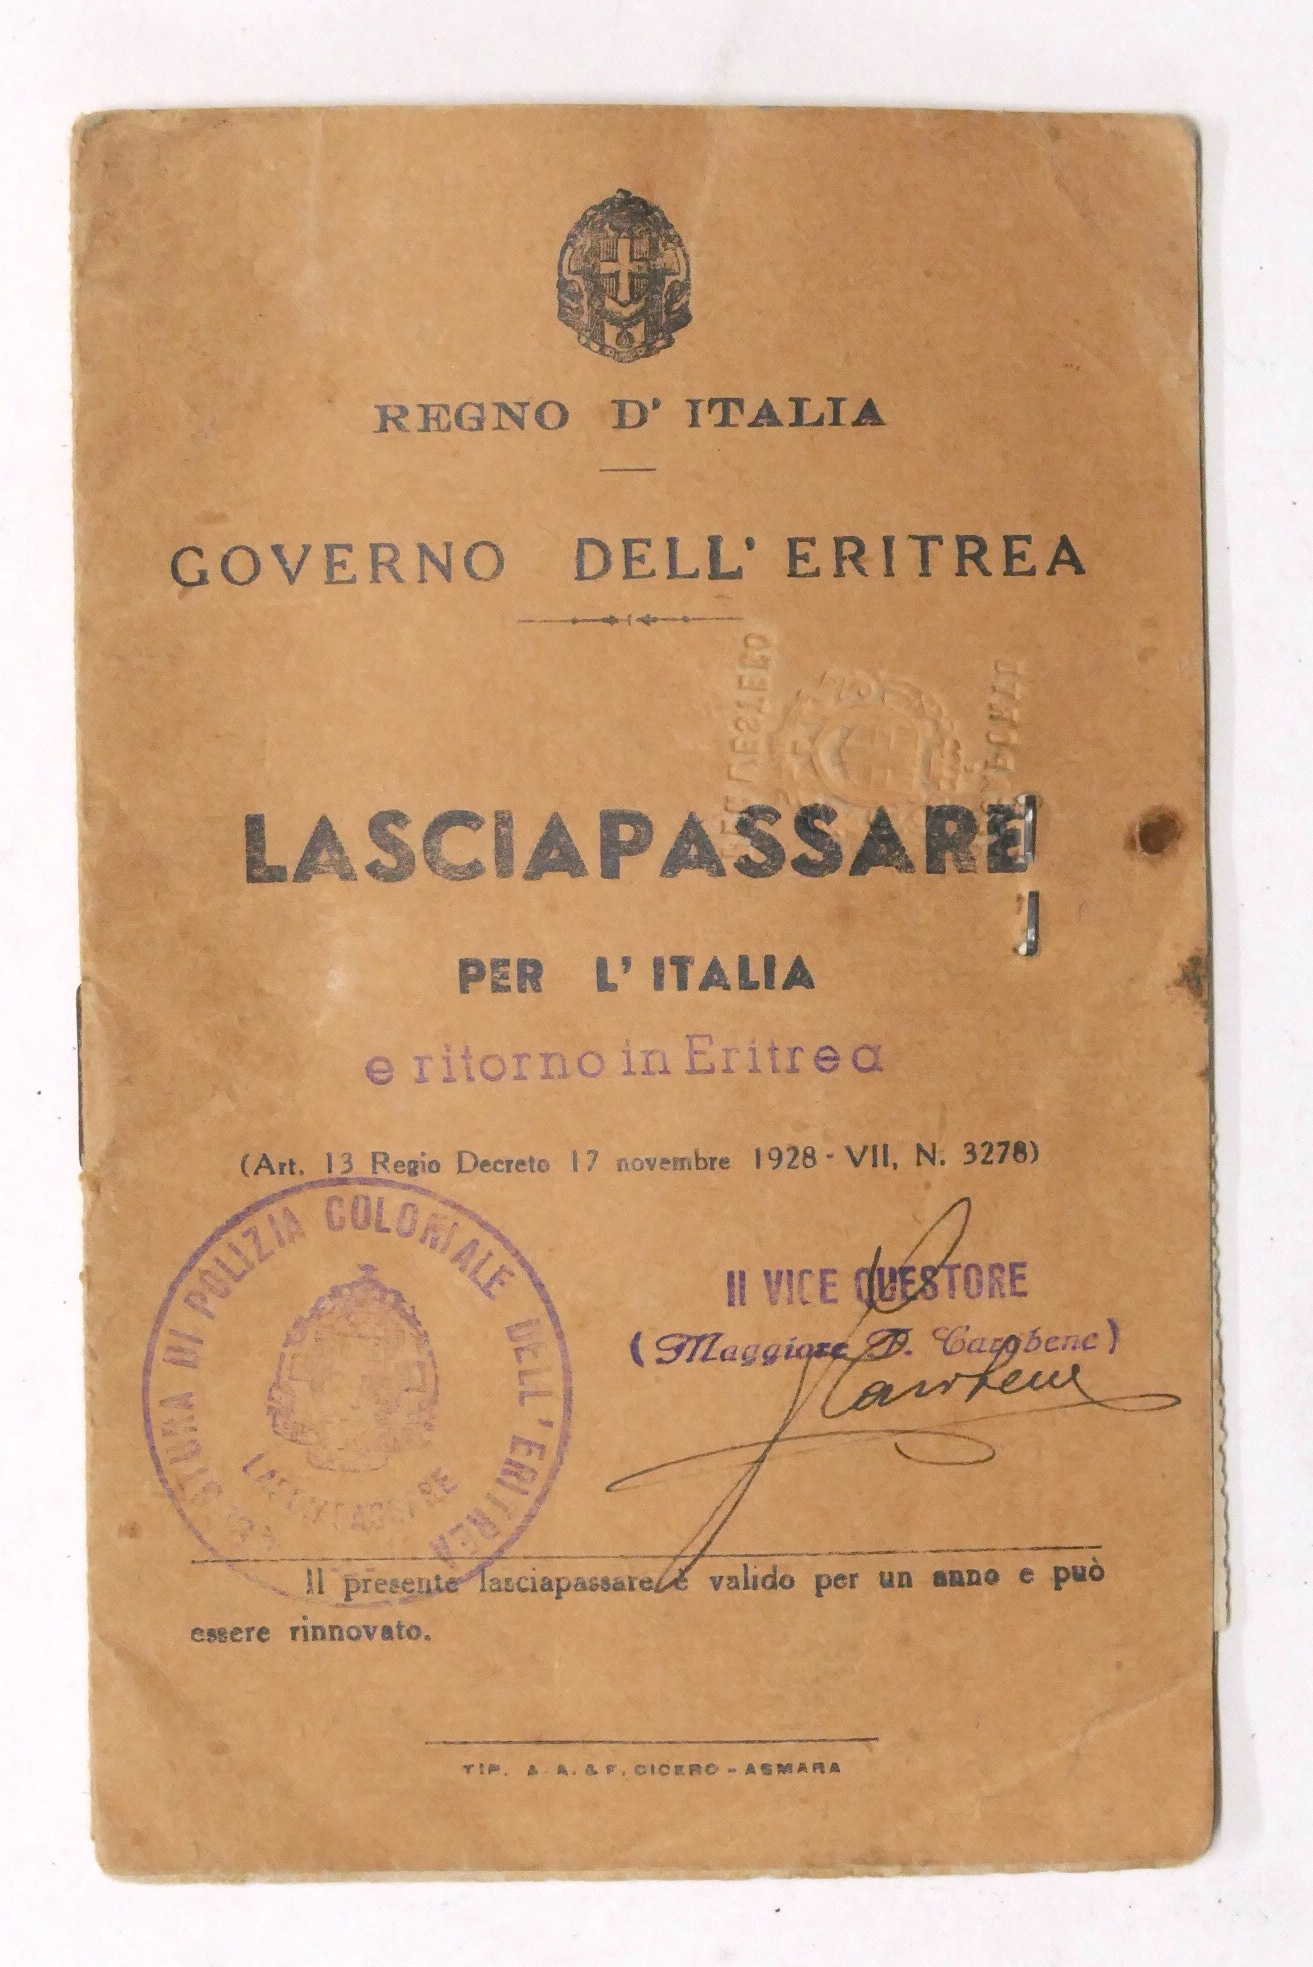 REGNO D' ITALIA
GOVERNO DELL' ERITREA
LASCIAPASSARE
PER L' ITALIA
e ritorno in Eritrea
(Art. 13 Regio Decreto 17 novembre 1928 - VII, N. 3278)
QUESTURA DI POLIZIA COLONIALE DELL' ERITREA
LASCIAPASSARE
Il VICE QUESTORE
(Maggiore P. Carobene)
Carobene
Il presente lasciapassare è valido per un anno e può
essere rinnovato.
TIP. & A. & F. CICERO - ASMARA